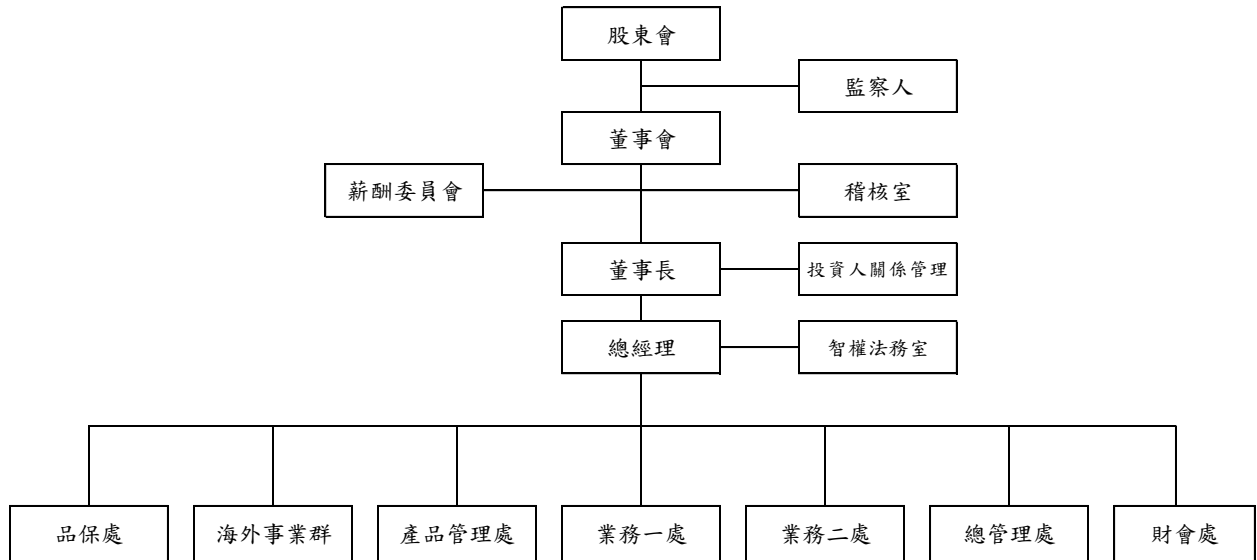 股東會
監察人
董事會
薪酬委員會
稽核室
董事長
投資人關係管理
總經理
智權法務室
品保處
海外事業群
產品管理處
業務一處
業務二處
總管理處
財會處